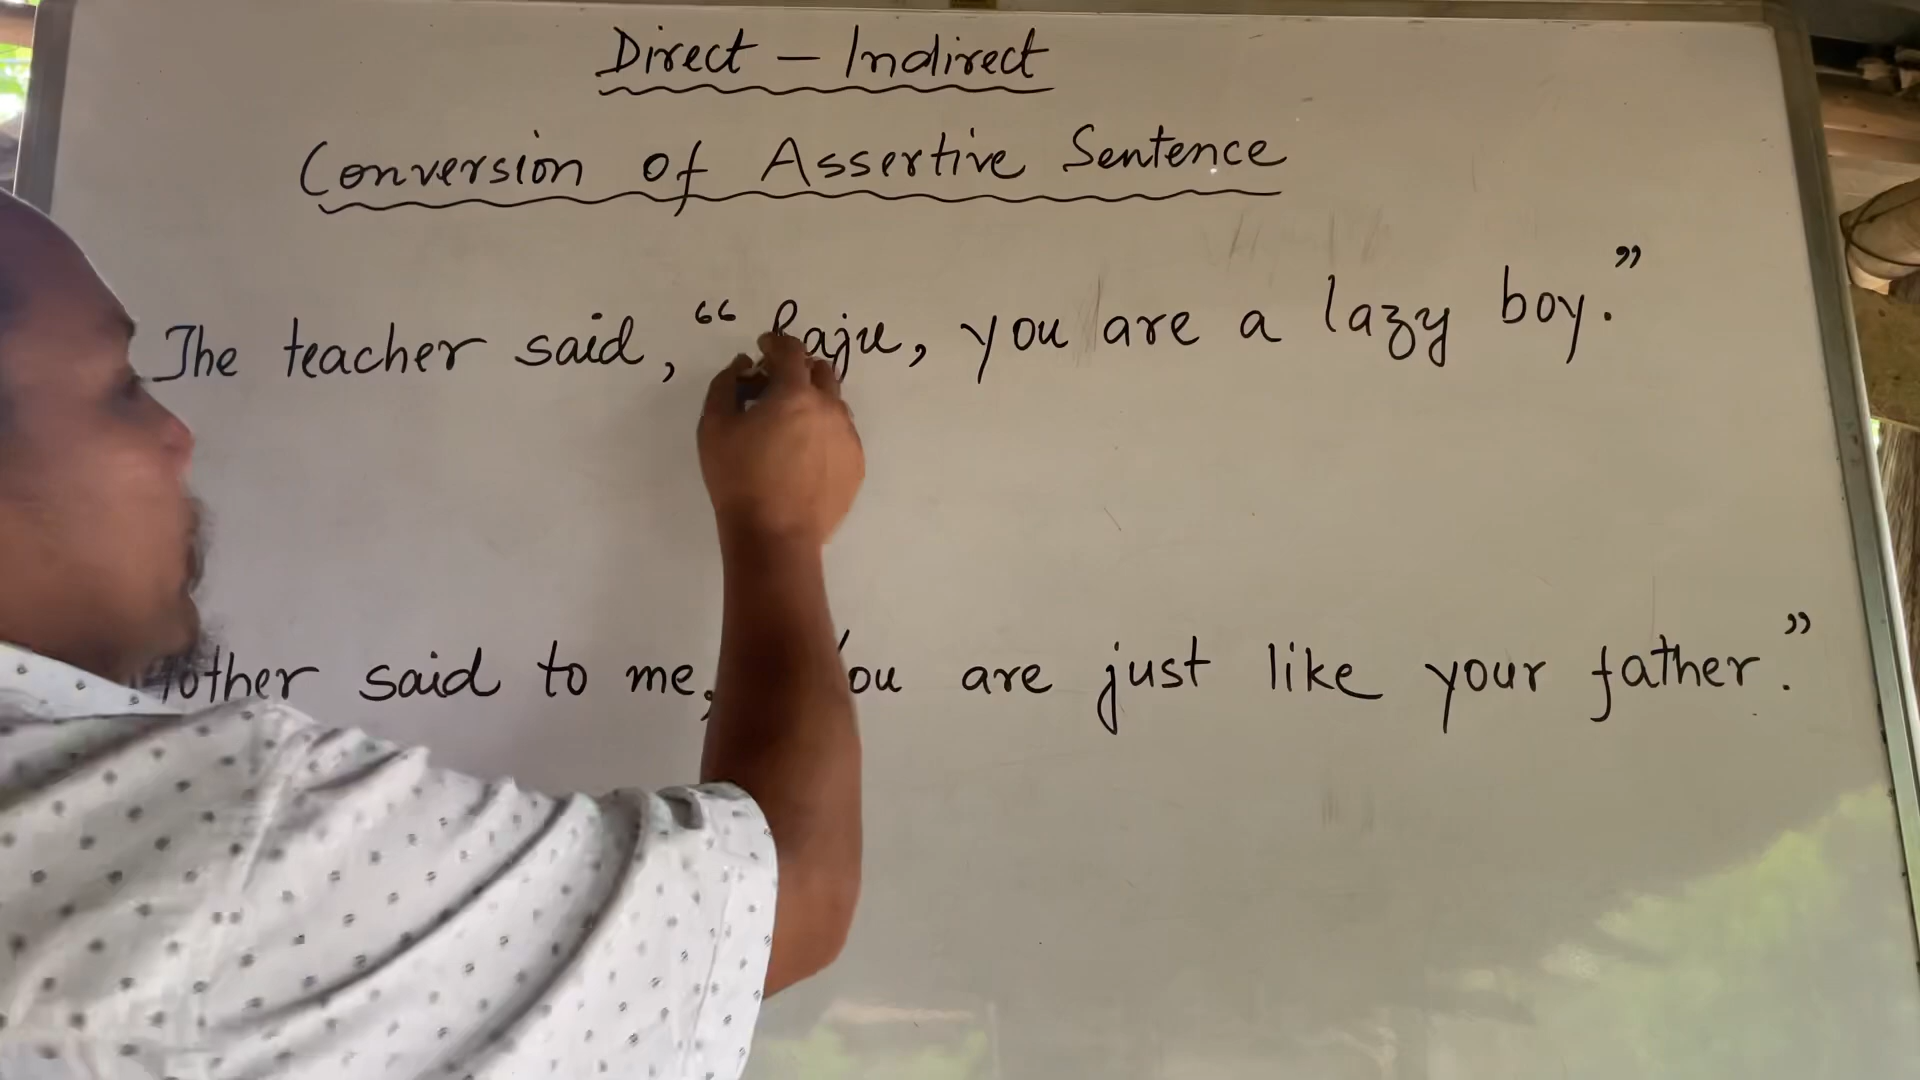 Direct – Indirect
Conversion of Assertive Sentence
The teacher said, “Raju, you are a lazy boy.”
said to me, are just like your father.”